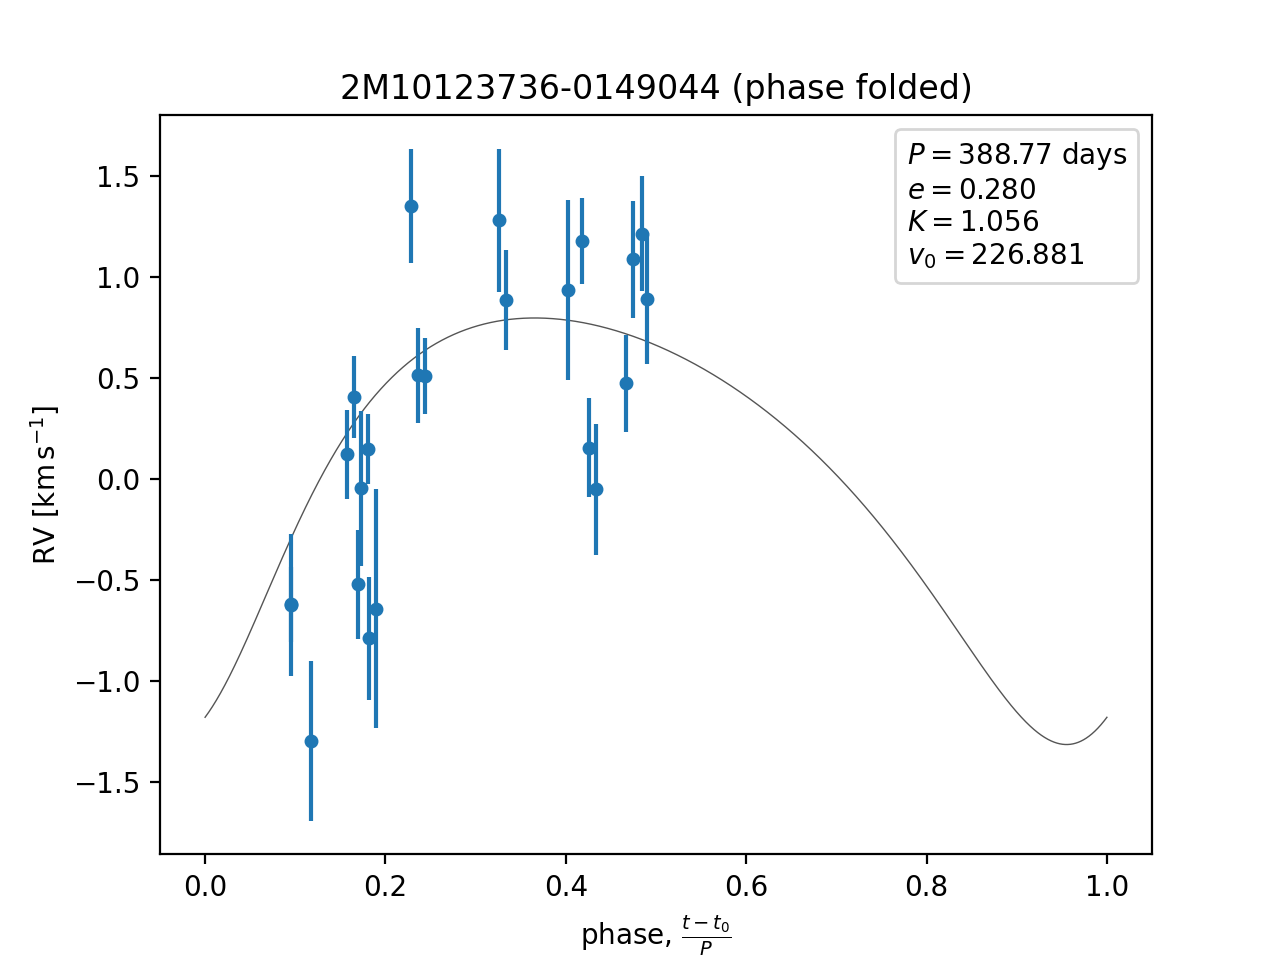 2M10123736-0149044 (phase folded)
P = 388.77 days
e = 0.280
K = 1.056
v₀ = 226.881
1.5
1.0
0.5
0.0
−0.5
−1.0
−1.5
RV [km s⁻¹]
0.0 0.2 0.4 0.6 0.8 1.0
phase, (t − t₀)/P